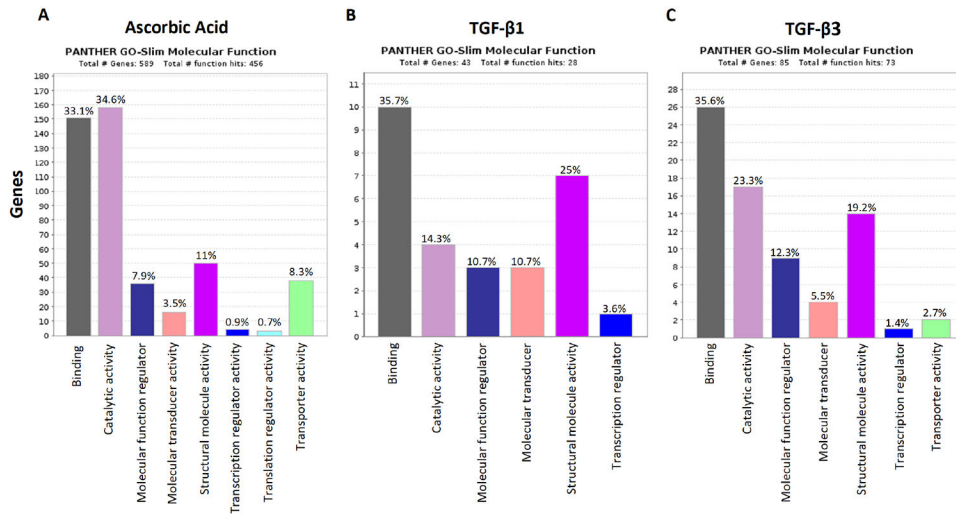 A
Ascorbic Acid
PANTHER GO-Slim Molecular Function
Total # Genes: 589 Total # function hits: 456
180
170
160
150
140
130
120
110
100
90
80
70
60
50
40
30
20
10
0
Genes
33.1%
34.6%
7.9%
3.5%
11%
0.9%
0.7%
8.3%
Binding
Catalytic activity
Molecular function regulator
Molecular transducer activity
Structural molecule activity
Transcription regulator activity
Translation regulator activity
Transporter activity
B
TGF-β1
PANTHER GO-Slim Molecular Function
Total # Genes: 43 Total # function hits: 28
11
10
9
8
7
6
5
4
3
2
1
0
35.7%
14.3%
10.7%
10.7%
25%
3.6%
Binding
Catalytic activity
Molecular function regulator
Molecular transducer
Structural molecule activity
Transcription regulator
C
TGF-β3
PANTHER GO-Slim Molecular Function
Total # Genes: 85 Total # function hits: 73
28
26
24
22
20
18
16
14
12
10
8
6
4
2
0
35.6%
23.3%
12.3%
5.5%
19.2%
1.4%
2.7%
Binding
Catalytic activity
Molecular function regulator
Molecular transducer
Structural molecule activity
Transcription regulator
Transporter activity